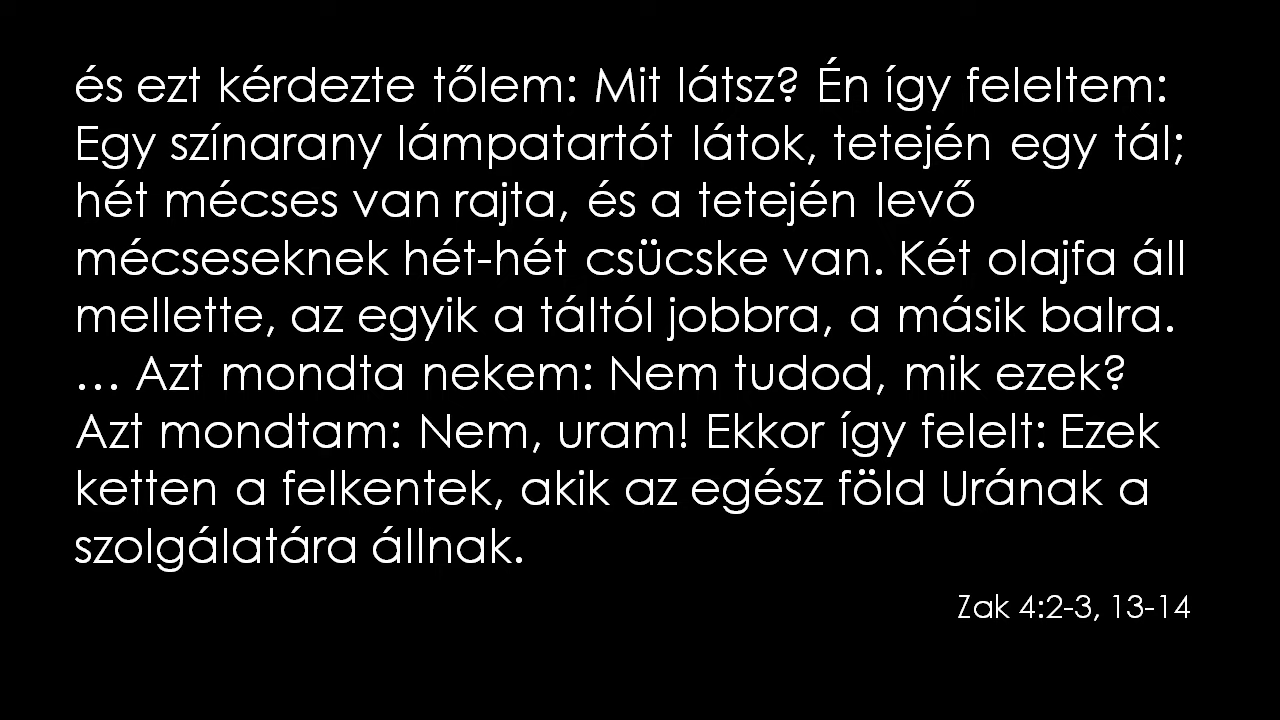 és ezt kérdezte tőlem: Mit látsz? Én így feleltem:
Egy színarany lámpatartót látok, tetején egy tál;
hét mécses van rajta, és a tetején levő
mécseseknek hét-hét csücske van. Két olajfa áll
mellette, az egyik a táltól jobbra, a másik balra.
… Azt mondta nekem: Nem tudod, mik ezek?
Azt mondtam: Nem, uram! Ekkor így felelt: Ezek
ketten a felkentek, akik az egész föld Urának a
szolgálatára állnak.
Zak 4:2-3, 13-14